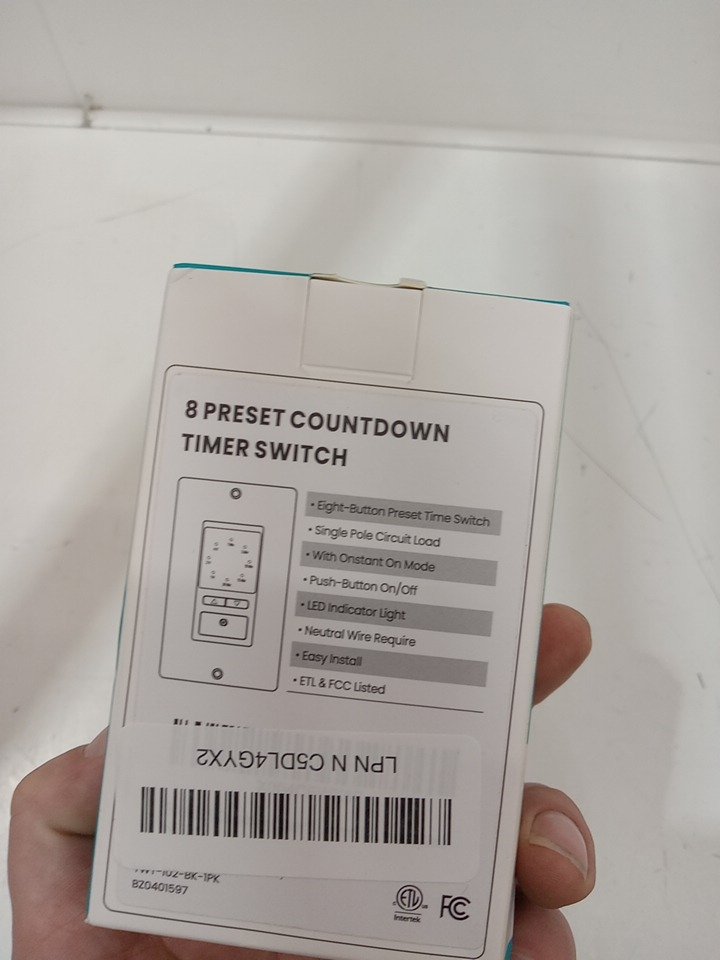 8 PRESET COUNTDOWN
TIMER SWITCH
• Eight-Button Preset Time Switch
• Single Pole Circuit Load
• With Onstant On Mode
• Push-Button On/Off
• LED Indicator Light
• Neutral Wire Require
• Easy Install
• ETL & FCC Listed
LPN N C5DL4GYX2
BZ0401597
ETL
Intertek
FC